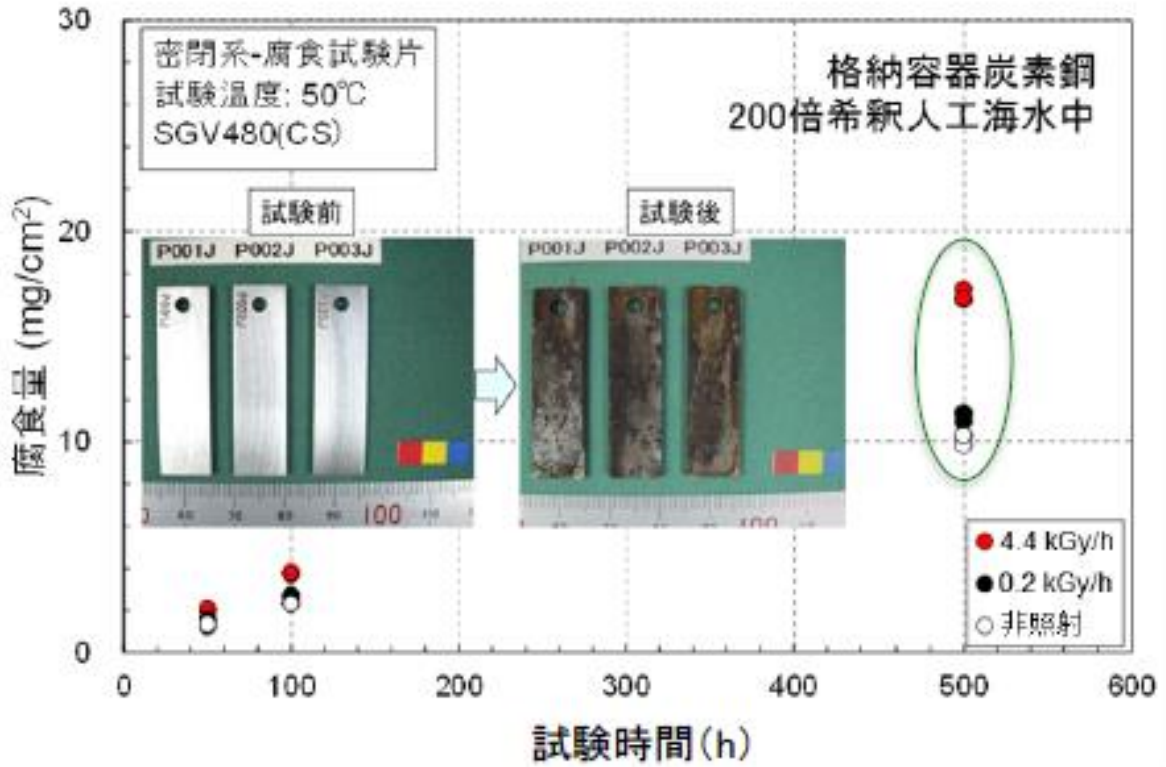 30
20
10
0
腐食量 (mg/cm²)
密閉系-腐食試験片
試験温度: 50℃
SGV480(CS)
格納容器炭素鋼
200倍希釈人工海水中
試験前
試験後
P001J P002J P003J
P001J P002J P003J
100
100
4.4 kGy/h
0.2 kGy/h
非照射
0 100 200 300 400 500 600
試験時間(h)